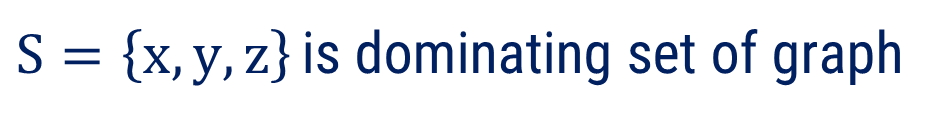 S = {x, y, z} is dominating set of graph